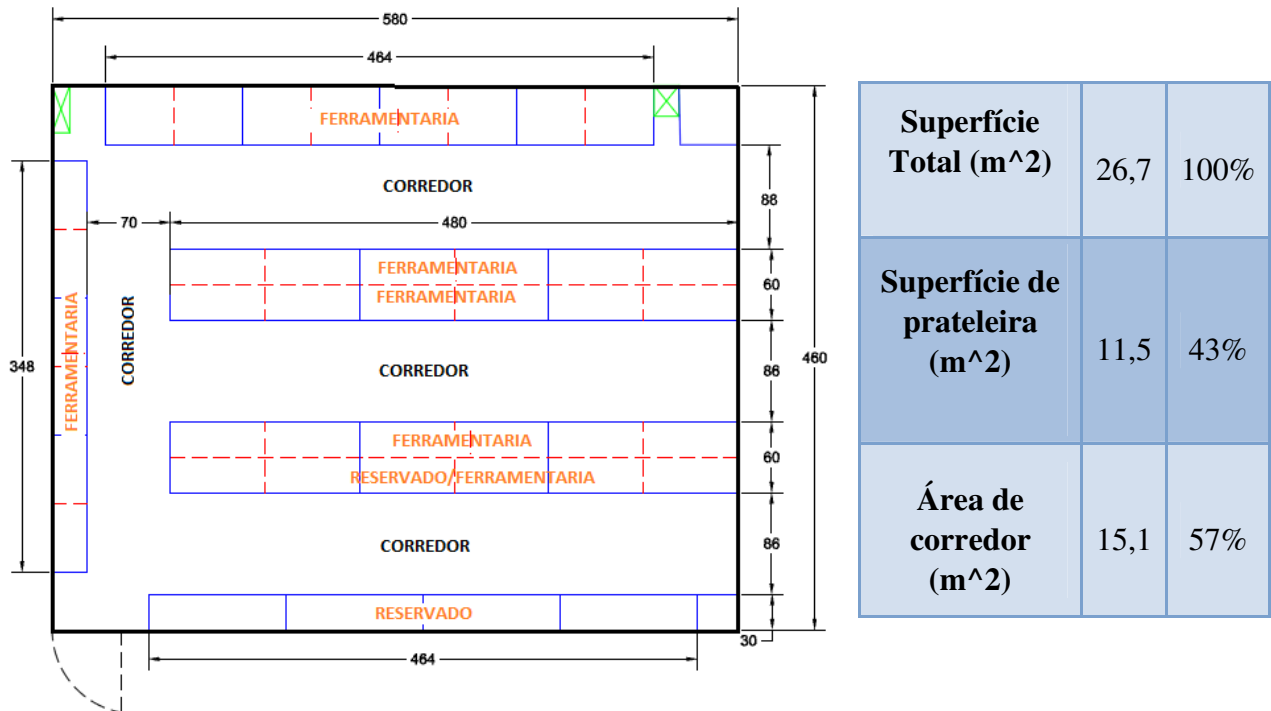 580
464
FERRAMENTARIA
CORREDOR
88
70
480
FERRAMENTARIA
FERRAMENTARIA
60
348
FERRAMENTARIA
CORREDOR
CORREDOR
86
460
FERRAMENTARIA
RESERVADO/FERRAMENTARIA
60
CORREDOR
86
RESERVADO
30
464
Superfície
Total (m^2)
26,7
100%
Superfície de
prateleira
(m^2)
11,5
43%
Área de
corredor
(m^2)
15,1
57%